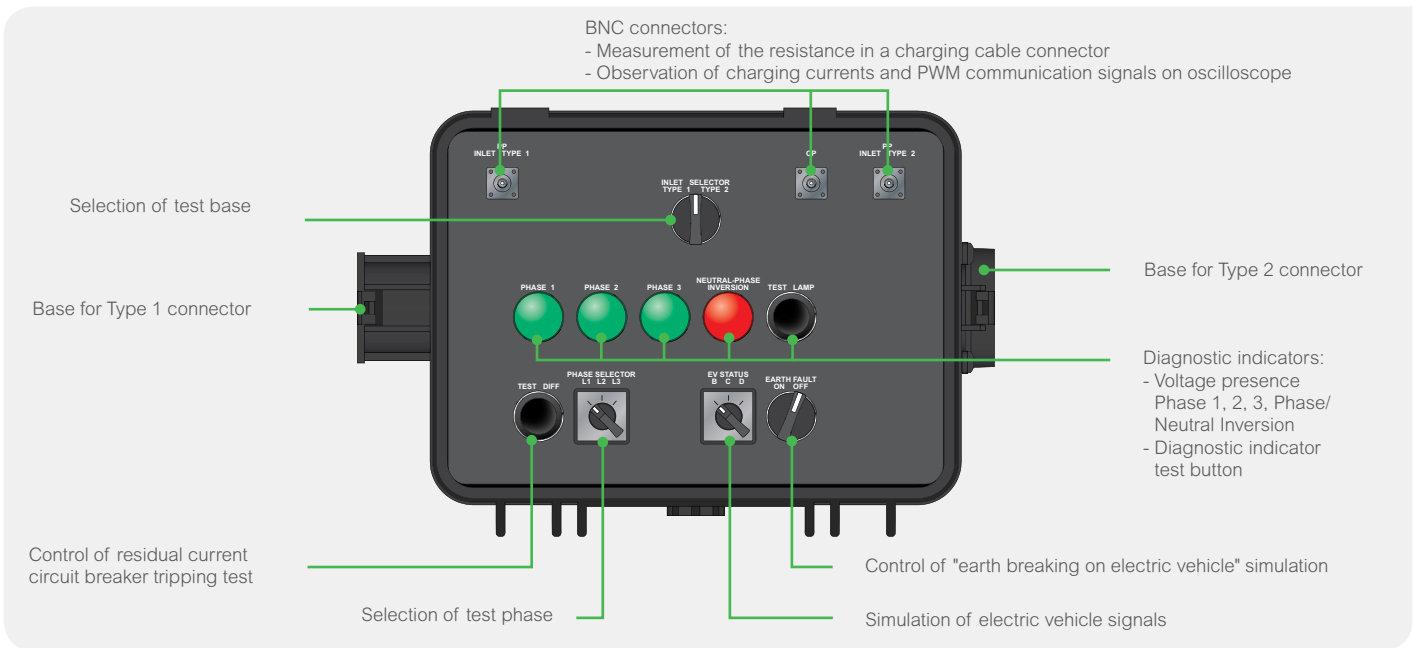 BNC connectors:
- Measurement of the resistance in a charging cable connector
- Observation of charging currents and PWM communication signals on oscilloscope
PP
INLET TYPE 1
CP
PP
INLET TYPE 2
INLET SELECTOR
TYPE 1 TYPE 2
Selection of test base
Base for Type 1 connector
Base for Type 2 connector
PHASE 1
PHASE 2
PHASE 3
NEUTRAL-PHASE
INVERSION
TEST LAMP
Diagnostic indicators:
- Voltage presence
Phase 1, 2, 3, Phase/
Neutral Inversion
- Diagnostic indicator
test button
TEST DIFF
PHASE SELECTOR
L1 L2 L3
EV STATUS
B C D
EARTH FAULT
ON OFF
Control of residual current
circuit breaker tripping test
Selection of test phase
Control of "earth breaking on electric vehicle" simulation
Simulation of electric vehicle signals